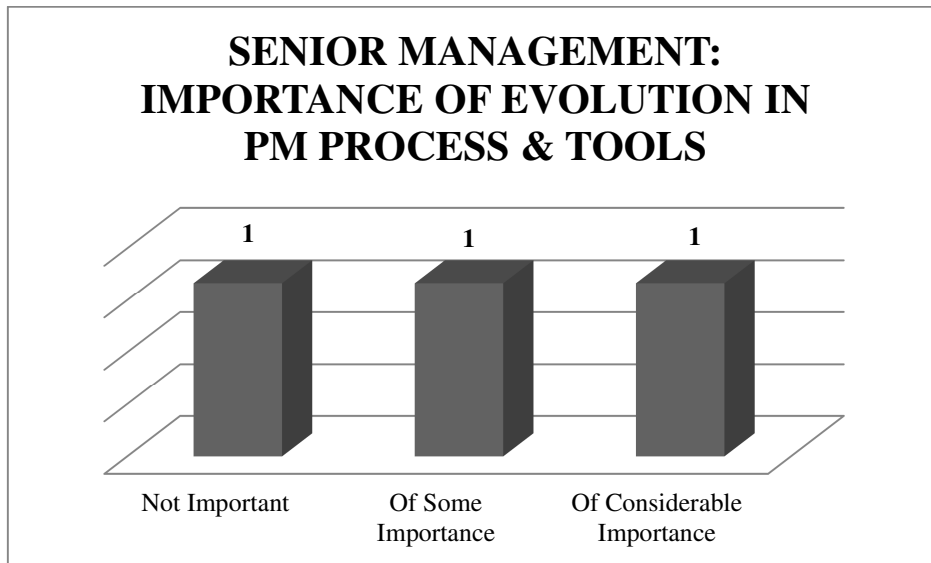 SENIOR MANAGEMENT:
IMPORTANCE OF EVOLUTION IN
PM PROCESS & TOOLS
1 1 1
Not Important Of Some Of Considerable
Importance Importance